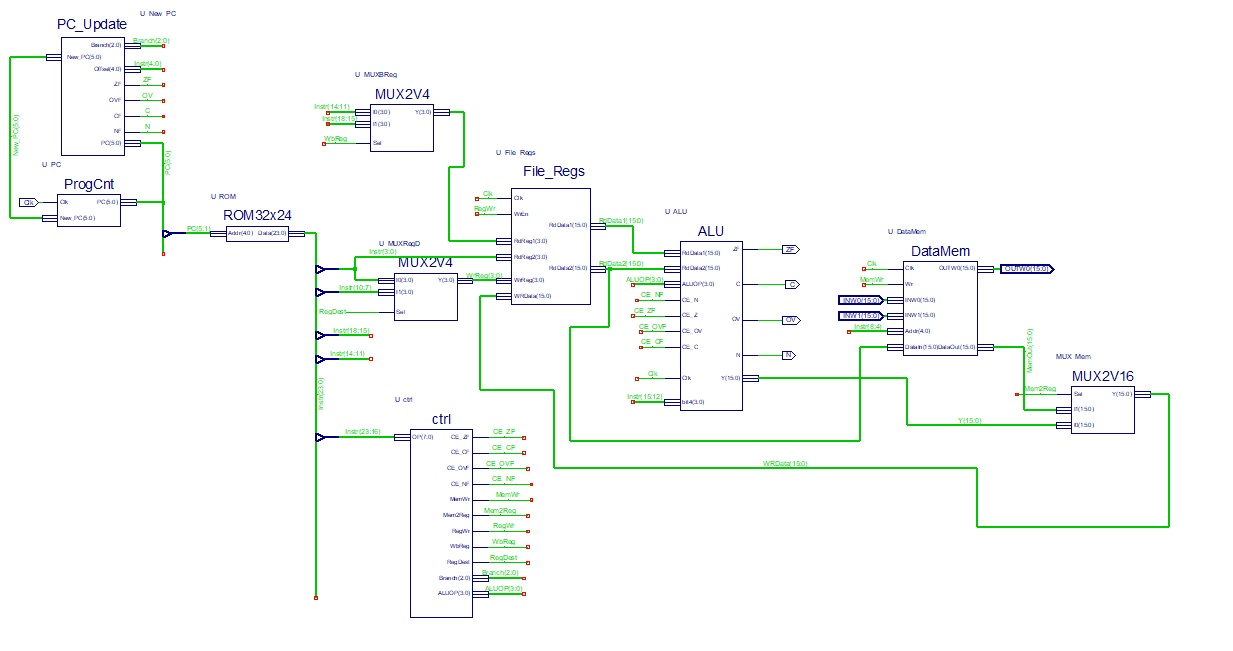 U_New_PC
PC_Update
Branch(2:0)
Branch(2:0)
New_PC(5:0)
Offset(4:0)
Instr(4:0)
ZF
ZF
OVF
OV
CF
C
NF
N
PC(5:0)
New_PC(5:0)
PC(5:0)
U_PC
ProgCnt
Clk
Clk
PC(5:0)
New_PC(5:0)
U_ROM
ROM32x24
PC(5:1)
Addr(4:0)
Data(23:0)
U_MUXBReg
MUX2V4
Instr(14:11)
I0(3:0)
Y(3:0)
Instr(18:15)
I1(3:0)
WbReg
Sel
U_MUXRegD
Instr(3:0)
MUX2V4
I0(3:0)
Y(3:0)
WrReg(3:0)
Instr(10:7)
I1(3:0)
RegDest
Sel
Instr(18:15)
Instr(14:11)
Instr(23:0)
Instr(23:16)
U_File_Regs
File_Regs
Clk
Clk
RegWr
WrEn
RdData1(15:0)
RdData1(15:0)
RdReg1(3:0)
RdReg2(3:0)
RdData2(15:0)
RdData2(15:0)
WrReg(3:0)
WRData(15:0)
U_ALU
ALU
ZF
ZF
RdData1(15:0)
RdData2(15:0)
ALUOP(3:0)
ALUOP(3:0)
C
C
CE_NF
CE_N
CE_ZF
CE_Z
OV
OV
CE_OVF
CE_OV
CE_CF
CE_C
N
N
Clk
Clk
Y(15:0)
Instr(15:12)
bit4(3:0)
U_DataMem
DataMem
Clk
Clk
OUTW0(15:0)
OUTW0(15:0)
MemWr
Wr
INW0(15:0)
INW0(15:0)
INW1(15:0)
INW1(15:0)
Instr(8:4)
Addr(4:0)
DataIn(15:0)
DataOut(15:0)
MemOut(15:0)
MUX_Mem
MUX2V16
Mem2Reg
Sel
Y(15:0)
I1(15:0)
Y(15:0)
I0(15:0)
WRData(15:0)
U_ctrl
ctrl
OP(7:0)
CE_ZF
CE_ZF
CE_CF
CE_CF
CE_OVF
CE_OVF
CE_NF
CE_NF
MemWr
MemWr
Mem2Reg
Mem2Reg
RegWr
RegWr
WbReg
WbReg
RegDest
RegDest
Branch(2:0)
Branch(2:0)
ALUOP(3:0)
ALUOP(3:0)